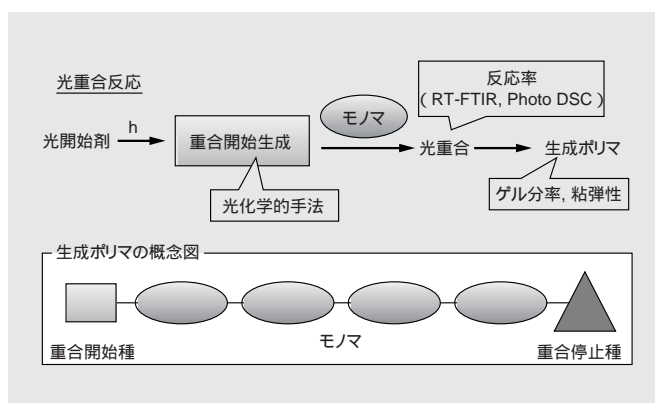 光重合反応
反応率
( RT-FTIR, Photo DSC )
モノマ
光開始剤
h
重合開始生成
光重合
生成ポリマ
光化学的手法
ゲル分率, 粘弾性
生成ポリマの概念図
モノマ
重合開始種
重合停止種